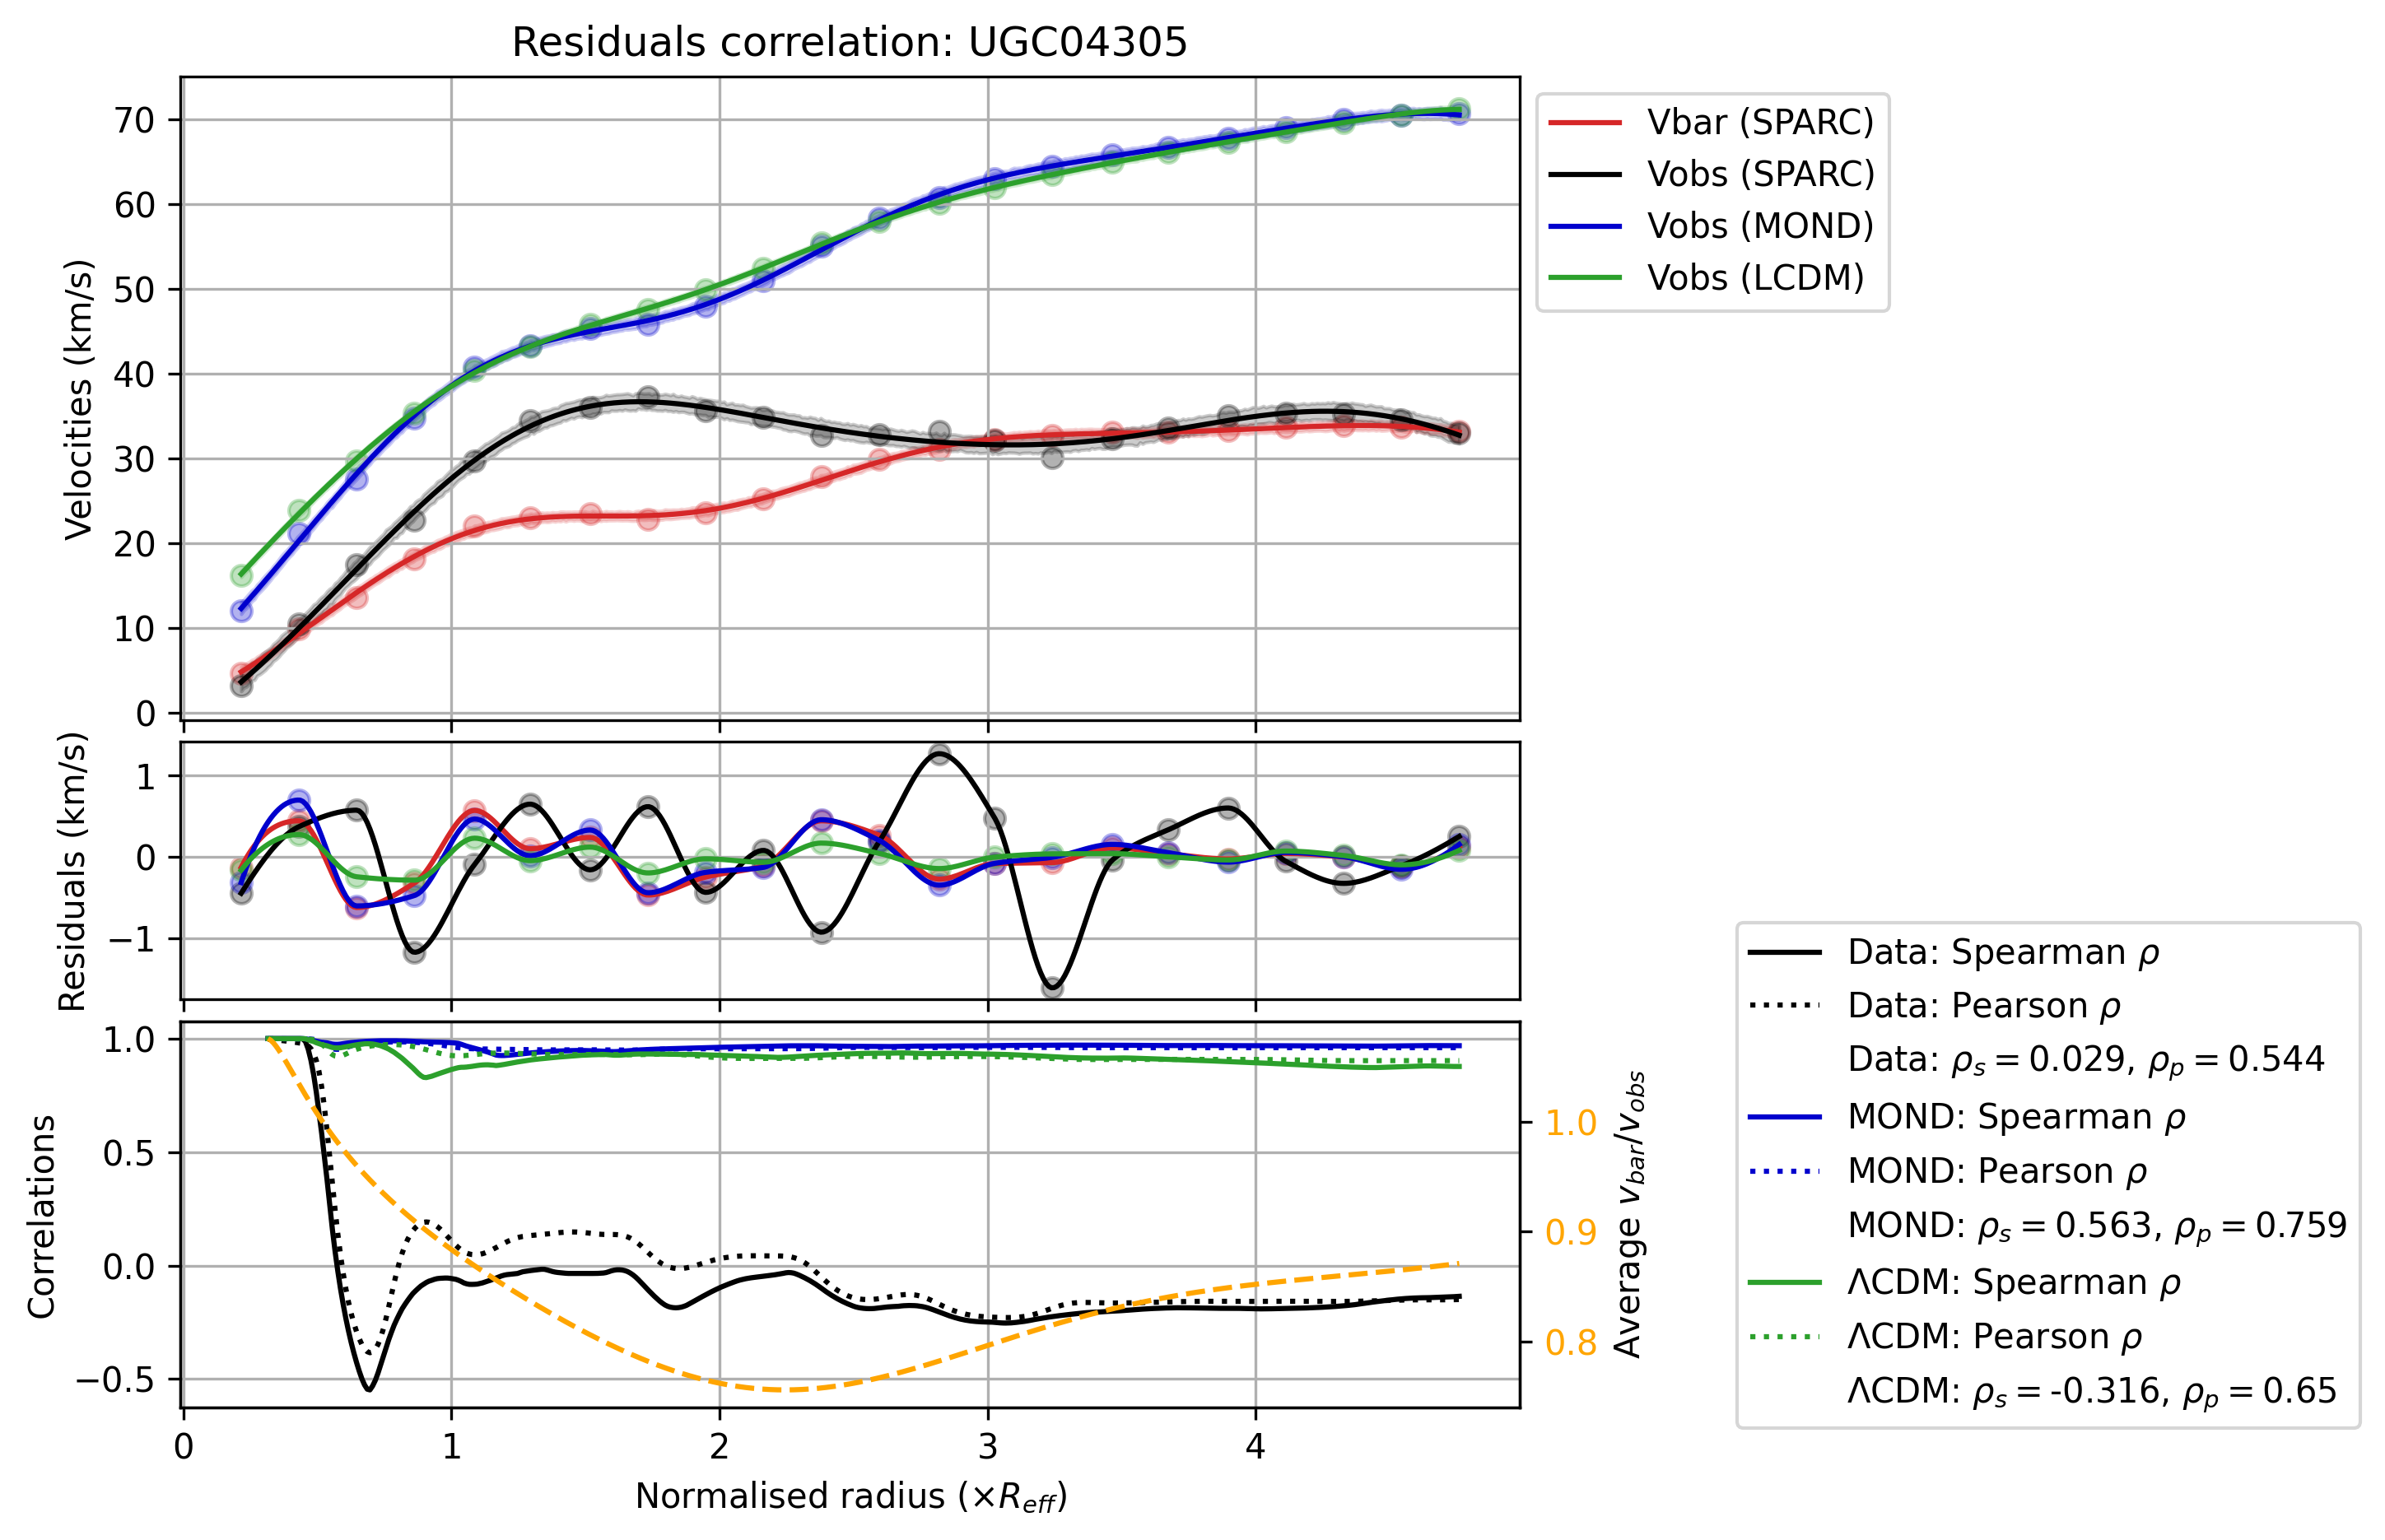 Residuals correlation: UGC04305
Velocities (km/s)
70
60
50
40
30
20
10
0
Vbar (SPARC)
Vobs (SPARC)
Vobs (MOND)
Vobs (LCDM)
Residuals (km/s)
1
0
−1
Correlations
1.0
0.5
0.0
−0.5
1.0
0.9
0.8
Average v_bar/v_obs
0 1 2 3 4
Normalised radius (×R_eff)
Data: Spearman ρ
Data: Pearson ρ
Data: ρ_s = 0.029, ρ_p = 0.544
MOND: Spearman ρ
MOND: Pearson ρ
MOND: ρ_s = 0.563, ρ_p = 0.759
ΛCDM: Spearman ρ
ΛCDM: Pearson ρ
ΛCDM: ρ_s = -0.316, ρ_p = 0.65